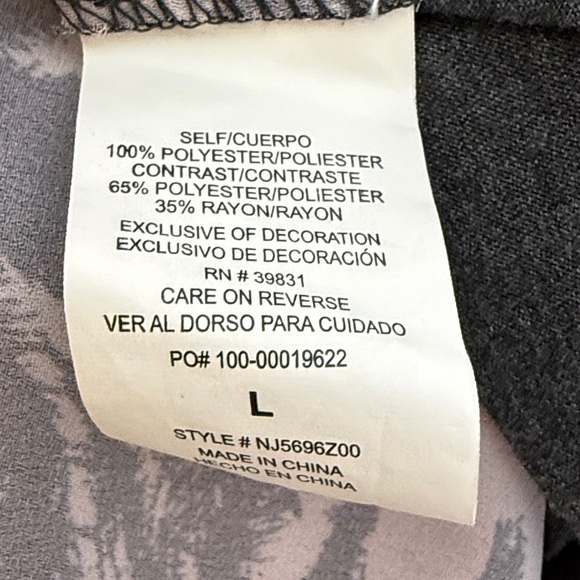 SELF/CUERPO
100% POLYESTER/POLIESTER
CONTRAST/CONTRASTE
65% POLYESTER/POLIESTER
35% RAYON/RAYON
EXCLUSIVE OF DECORATION
EXCLUSIVO DE DECORACIÓN
RN # 39831
CARE ON REVERSE
VER AL DORSO PARA CUIDADO
PO# 100-00019622
L
STYLE # NJ5696Z00
MADE IN CHINA
HECHO EN CHINA